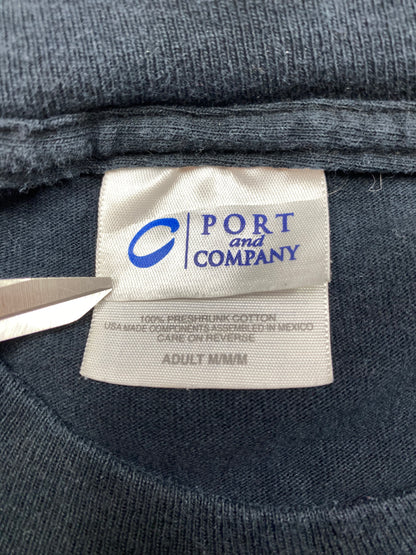 PORT
and
COMPANY
100% PRESHRUNK COTTON
USA MADE COMPONENTS ASSEMBLED IN MEXICO
CARE ON REVERSE
ADULT M/M/M